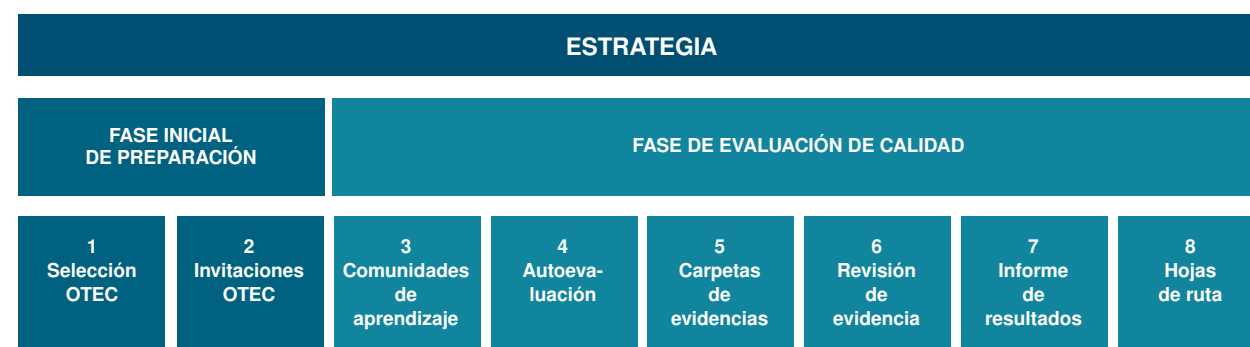 ESTRATEGIA
FASE INICIAL
DE PREPARACIÓN
FASE DE EVALUACIÓN DE CALIDAD
1
Selección
OTEC
2
Invitaciones
OTEC
3
Comunidades
de
aprendizaje
4
Autoeva-
luación
5
Carpetas
de
evidencias
6
Revisión
de
evidencia
7
Informe
de
resultados
8
Hojas
de ruta